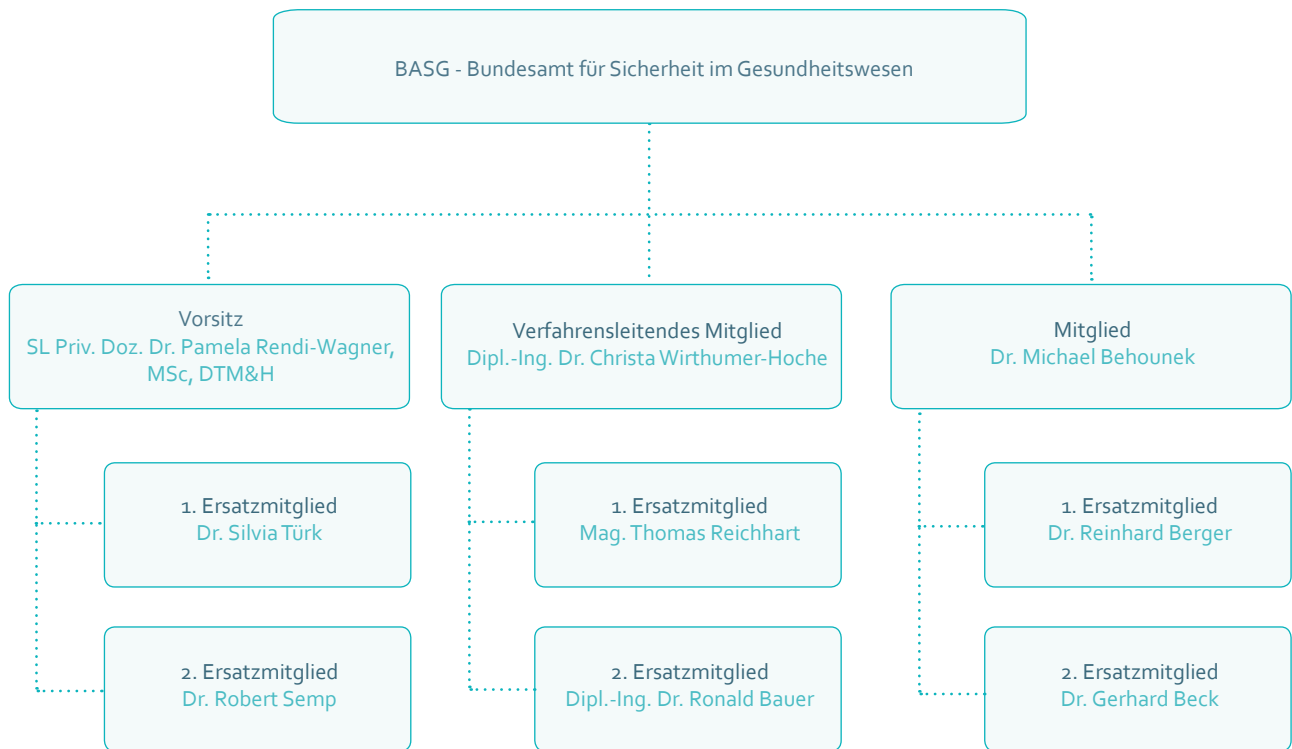 BASG - Bundesamt für Sicherheit im Gesundheitswesen
Vorsitz
SL Priv. Doz. Dr. Pamela Rendi-Wagner,
MSc, DTM&H
Verfahrensleitendes Mitglied
Dipl.-Ing. Dr. Christa Wirthumer-Hoche
Mitglied
Dr. Michael Behounek
1. Ersatzmitglied
Dr. Silvia Türk
1. Ersatzmitglied
Mag. Thomas Reichhart
1. Ersatzmitglied
Dr. Reinhard Berger
2. Ersatzmitglied
Dr. Robert Semp
2. Ersatzmitglied
Dipl.-Ing. Dr. Ronald Bauer
2. Ersatzmitglied
Dr. Gerhard Beck